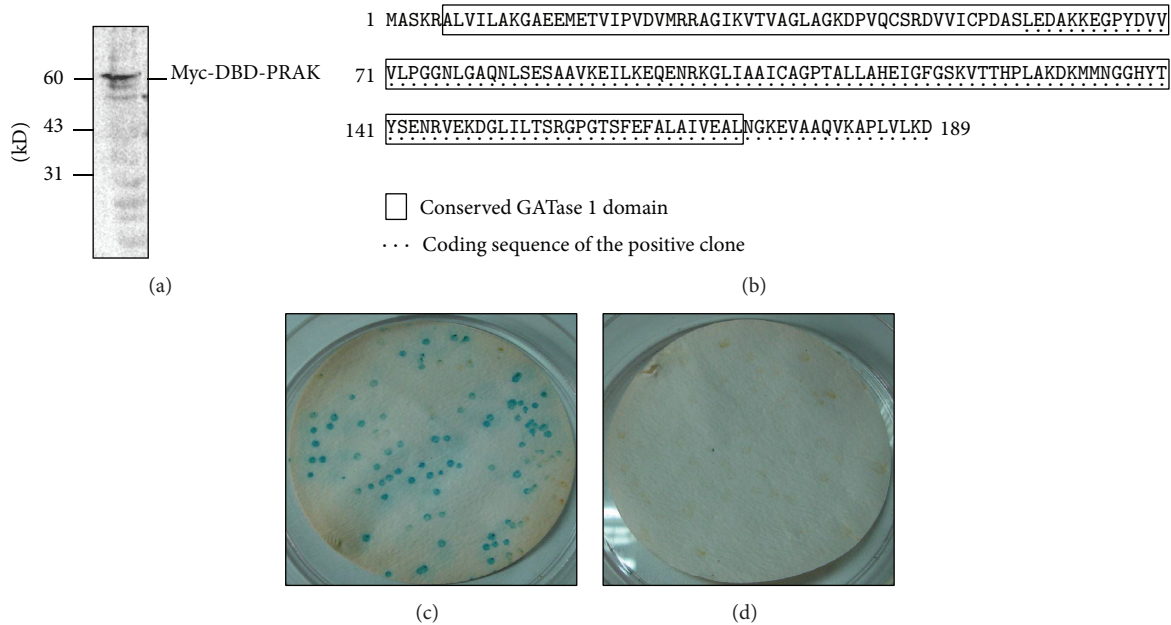 60
Myc-DBD-PRAK
43
31
(kD)
(a)
1 MASKRALVILAKGAEEMETVIPVDVMRRAGIKVTVAGLAGKDPVQCSRDVVICPDASLEDAKKEGPYDVV
71 VLPGGNLGAQNLSESAAVKEILKEQENRKGLIAAICAGPTALLAHEIGFGSKVTTHPLAKDKMMNGGHYT
141 YSENRVEKDGLILTSRGPGTSFEFALAIVEALNGKEVAAQVKAPLVLKD 189
Conserved GATase 1 domain
... Coding sequence of the positive clone
(b)
(c)
(d)